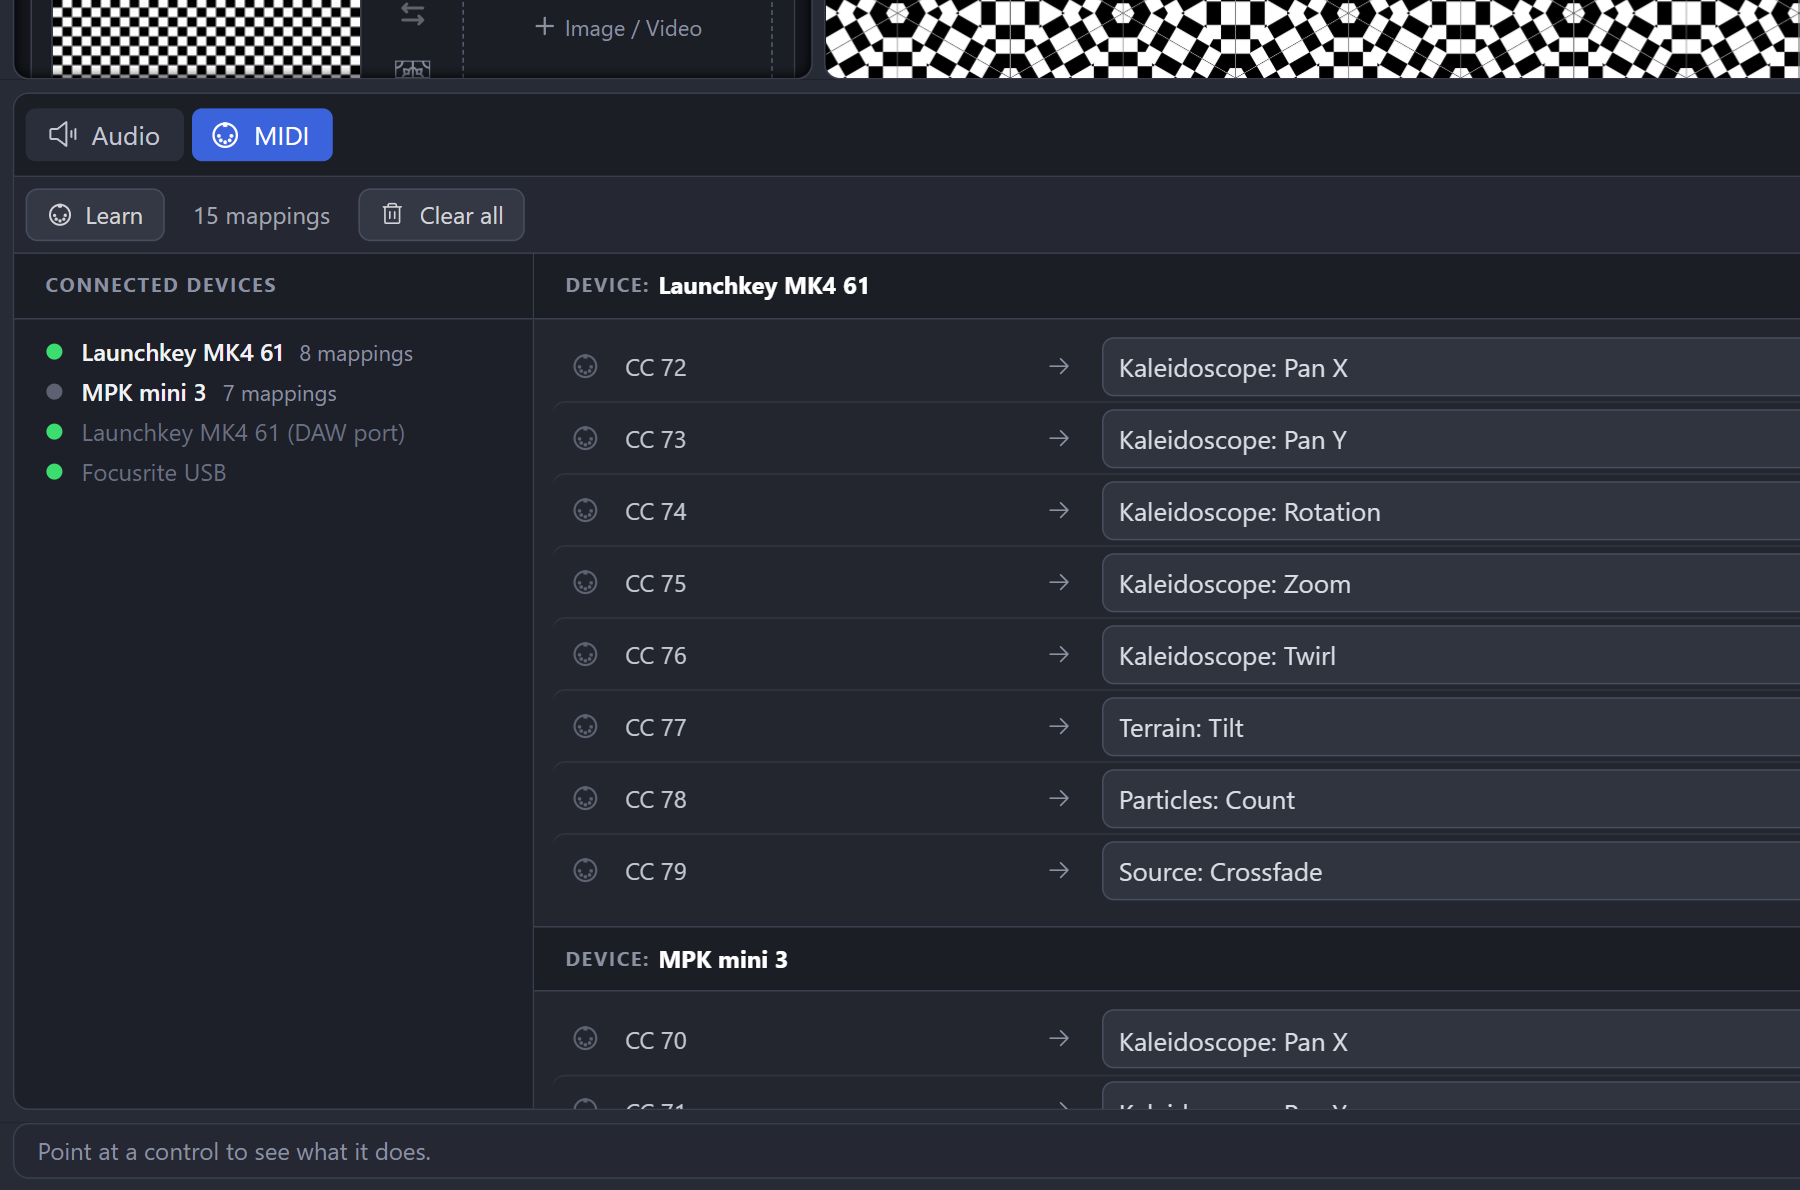 + Image / Video
Audio
MIDI
Learn
15 mappings
Clear all
CONNECTED DEVICES
Launchkey MK4 61 8 mappings
MPK mini 3 7 mappings
Launchkey MK4 61 (DAW port)
Focusrite USB
DEVICE: Launchkey MK4 61
CC 72 → Kaleidoscope: Pan X
CC 73 → Kaleidoscope: Pan Y
CC 74 → Kaleidoscope: Rotation
CC 75 → Kaleidoscope: Zoom
CC 76 → Kaleidoscope: Twirl
CC 77 → Terrain: Tilt
CC 78 → Particles: Count
CC 79 → Source: Crossfade
DEVICE: MPK mini 3
CC 70 → Kaleidoscope: Pan X
CC 71 → Kaleidoscope: Pan Y
Point at a control to see what it does.